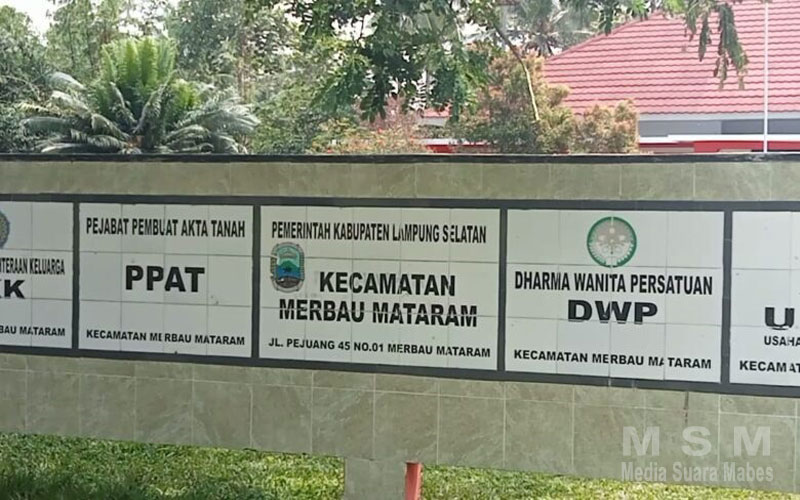 TERAAN KELUARGA
KK
BAU MATARAM
PEJABAT PEMBUAT AKTA TANAH
PPAT
KECAMATAN MERBAU MATARAM
PEMERINTAH KABUPATEN LAMPUNG SELATAN
KECAMATAN
MERBAU MATARAM
JL. PEJUANG 45 NO.01 MERBAU MATARAM
DHARMA WANITA PERSATUAN
DWP
KECAMATAN MERBAU MATARAM
U
USAHA
KECAMAT
MSM
Media Suara Mabes